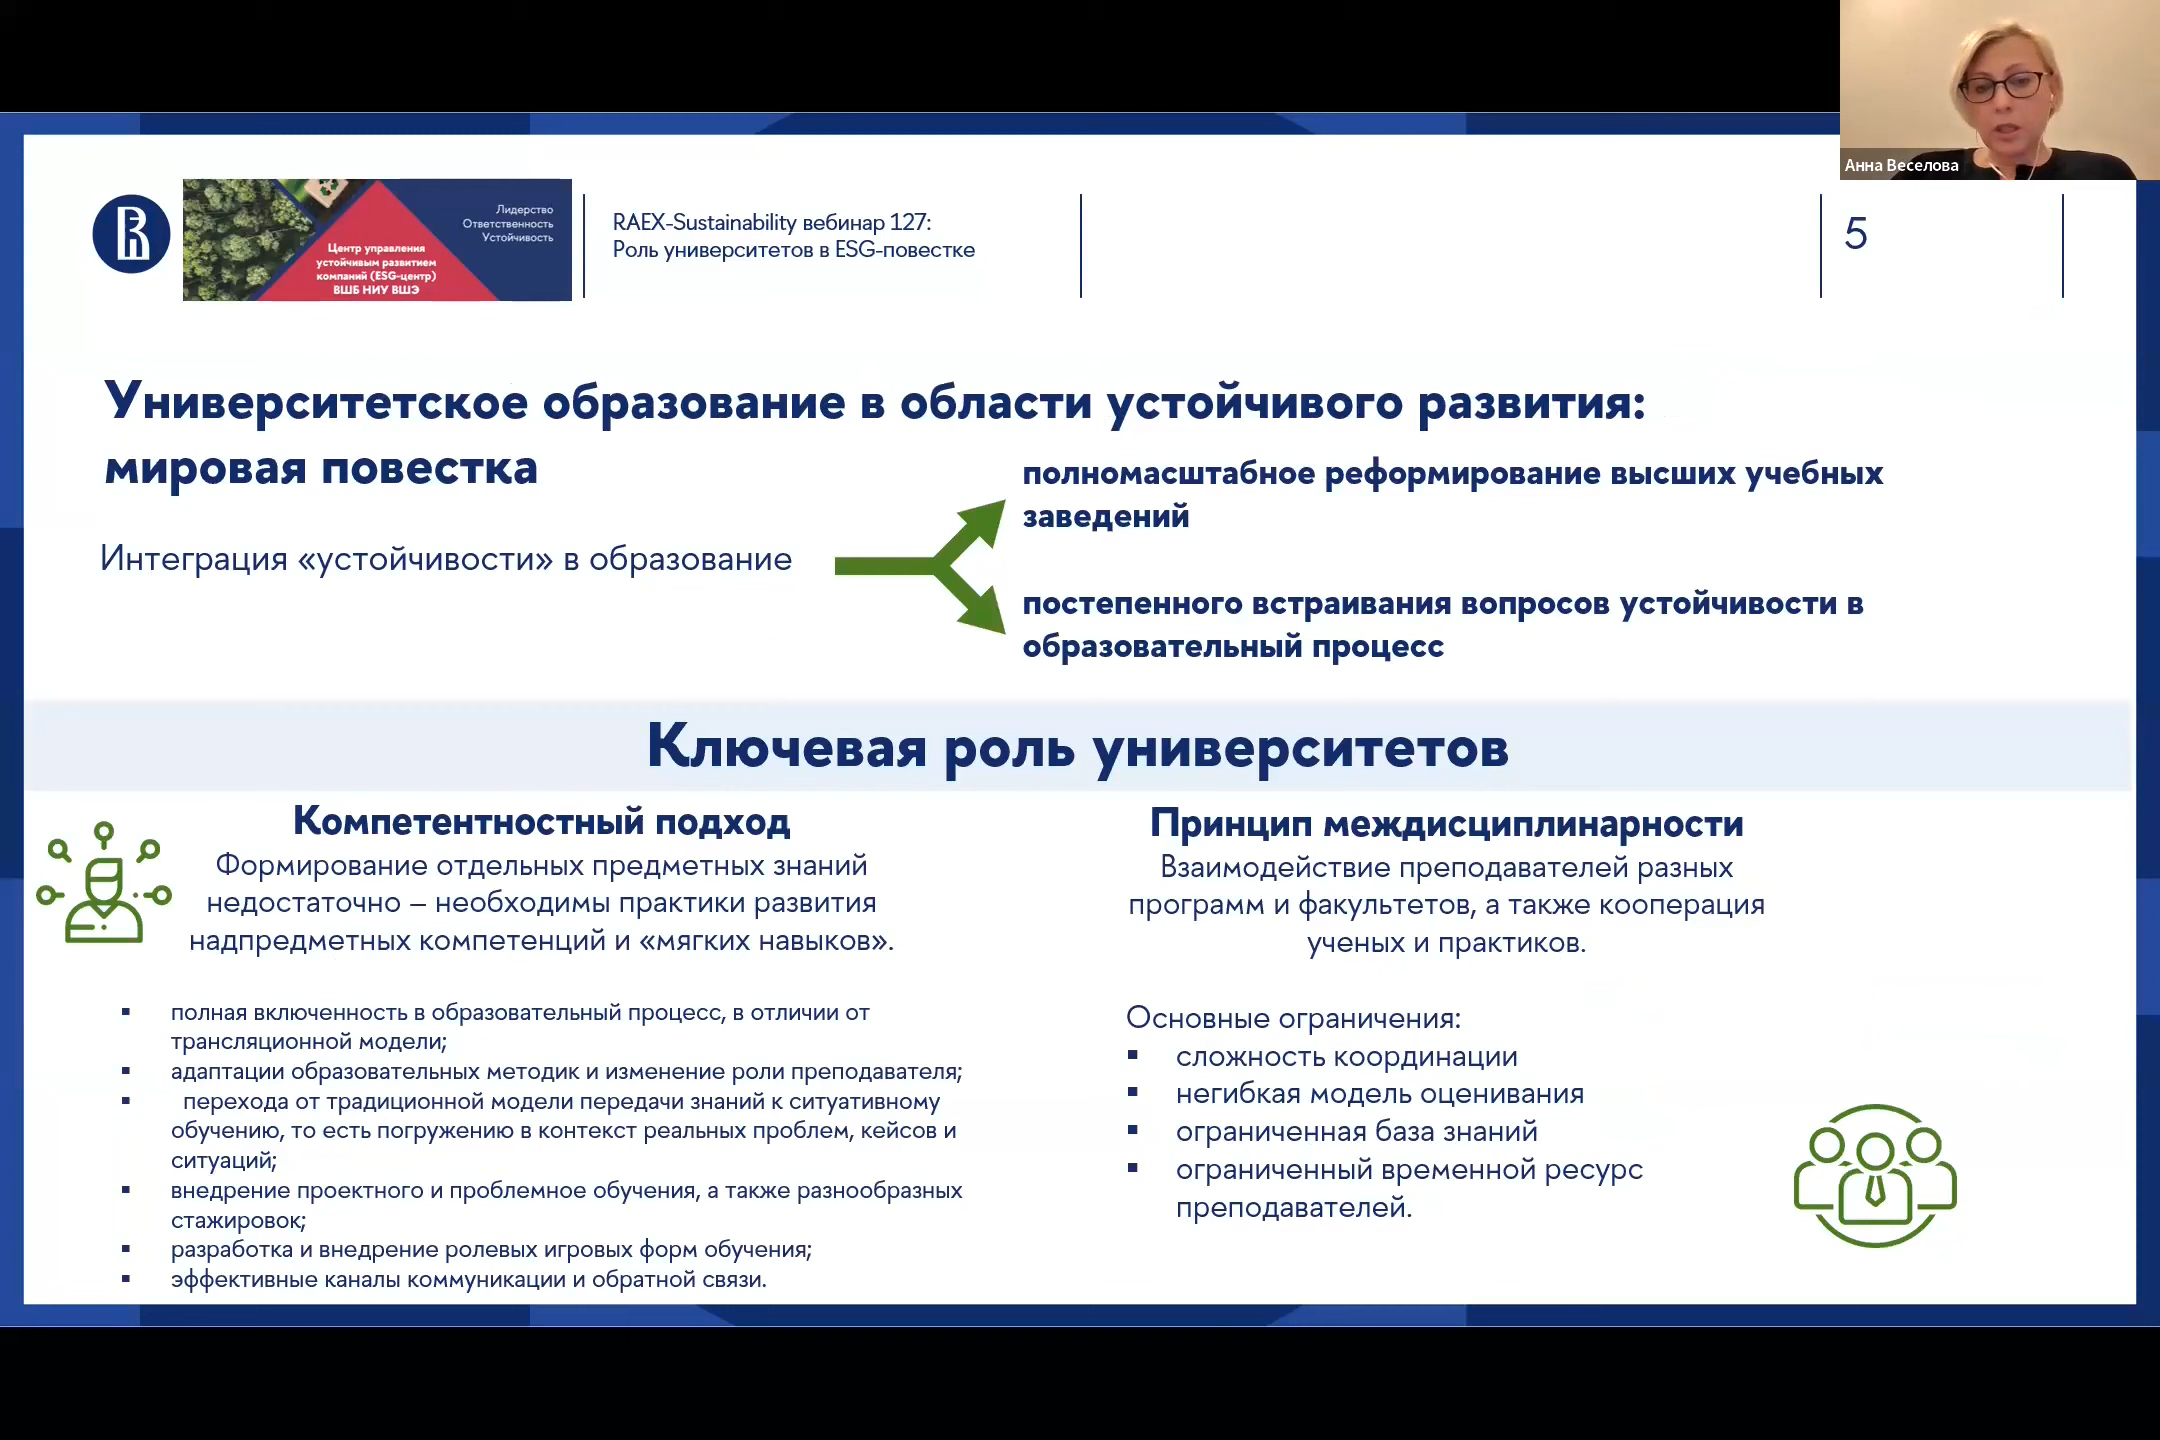 Анна Веселова
Лидерство
Ответственность
Устойчивость
Центр управления
устойчивым развитием
компаний (ESG-центр)
ВШБ НИУ ВШЭ
RAEX-Sustainability вебинар 127:
Роль университетов в ESG-повестке
5
Университетское образование в области устойчивого развития:
мировая повестка
Интеграция «устойчивости» в образование
полномасштабное реформирование высших учебных
заведений
постепенного встраивания вопросов устойчивости в
образовательный процесс
Ключевая роль университетов
Компетентностный подход
Формирование отдельных предметных знаний
недостаточно – необходимы практики развития
надпредметных компетенций и «мягких навыков».
▪ полная включенность в образовательный процесс, в отличии от
трансляционной модели;
▪ адаптации образовательных методик и изменение роли преподавателя;
▪ перехода от традиционной модели передачи знаний к ситуативному
обучению, то есть погружению в контекст реальных проблем, кейсов и
ситуаций;
▪ внедрение проектного и проблемное обучения, а также разнообразных
стажировок;
▪ разработка и внедрение ролевых игровых форм обучения;
▪ эффективные каналы коммуникации и обратной связи.
Принцип междисциплинарности
Взаимодействие преподавателей разных
программ и факультетов, а также кооперация
ученых и практиков.
Основные ограничения:
▪ сложность координации
▪ негибкая модель оценивания
▪ ограниченная база знаний
▪ ограниченный временной ресурс
преподавателей.